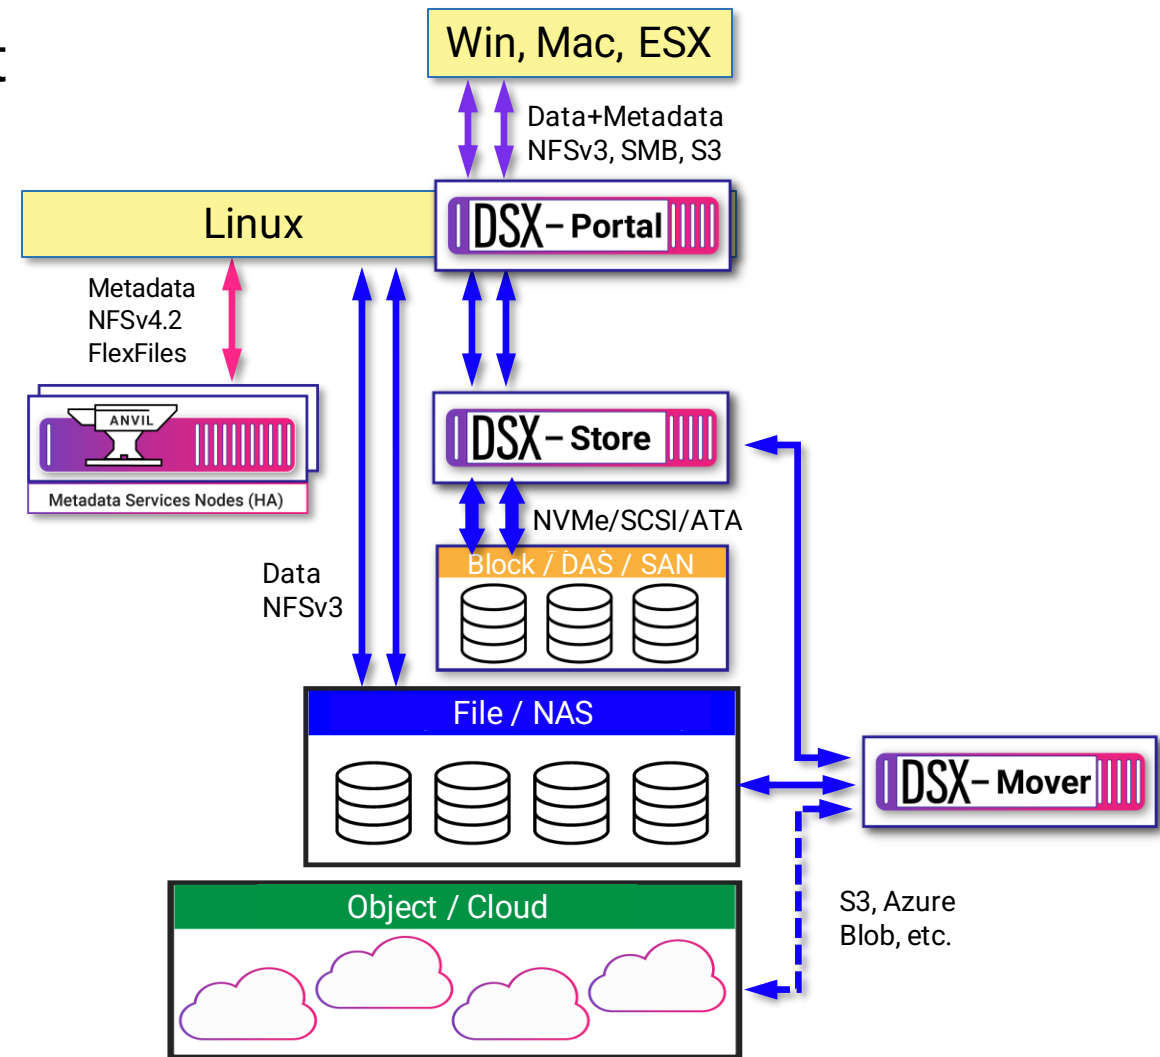 t
Win, Mac, ESX
Data+Metadata
NFSv3, SMB, S3
Linux
DSX – Portal
Metadata
NFSv4.2
FlexFiles
ANVIL
Metadata Services Nodes (HA)
DSX – Store
NVMe/SCSI/ATA
Block / DAS / SAN
Data
NFSv3
File / NAS
DSX – Mover
Object / Cloud
S3, Azure
Blob, etc.